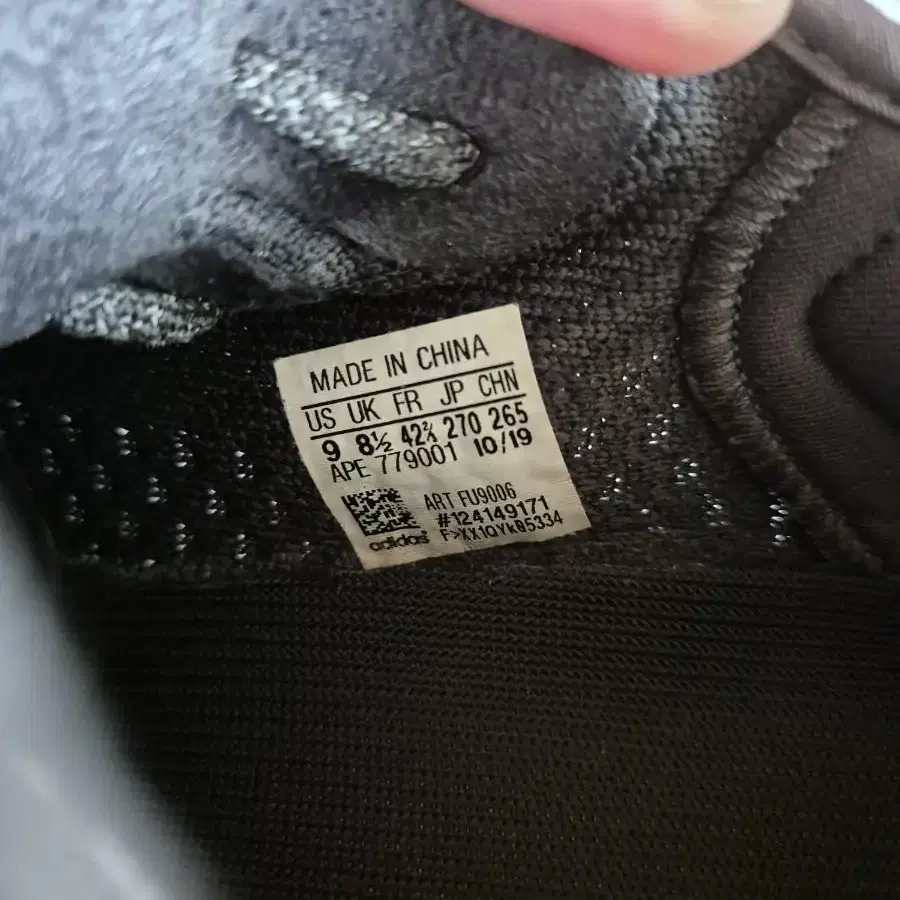 MADE IN CHINA
US UK FR JP CHN
9 8½ 42⅔ 270 265
APE 779001 10/19
ART FU9006
#124149171
adidas F>XX1QYK05334